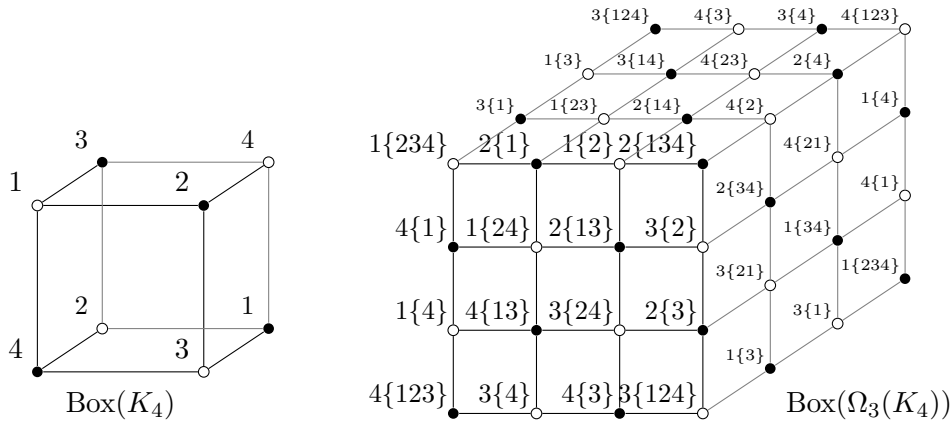 3{124} 4{3} 3{4} 4{123}
1{3} 3{14} 4{23} 2{4}
3{1} 1{23} 2{14} 4{2} 1{4}
3 4 1{234} 2{1} 1{2} 2{134} 4{21}
1 2 2{34} 4{1}
4{1} 1{24} 2{13} 3{2} 1{34}
2 1 1{4} 4{13} 3{24} 2{3} 3{21} 1{234}
4 3 3{1}
1{3}
Box(K4) 4{123} 3{4} 4{3} 3{124} Box(Ω3(K4))